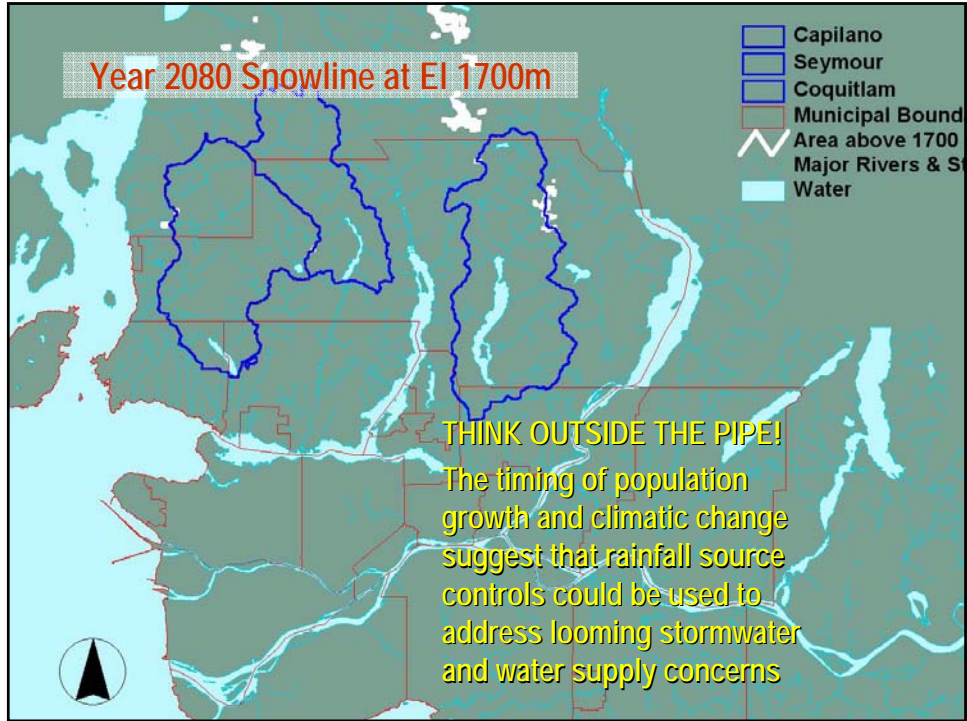 Year 2080 Snowline at El 1700m
Capilano
Seymour
Coquitlam
Municipal Bound
Area above 1700
Major Rivers & St
Water
THINK OUTSIDE THE PIPE!
The timing of population
growth and climatic change
suggest that rainfall source
controls could be used to
address looming stormwater
and water supply concerns